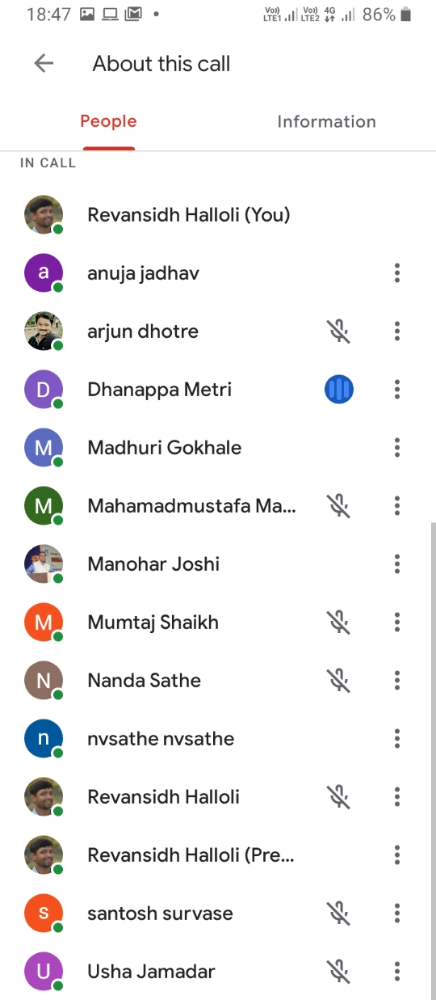 18:47 Vo)) LTE1 Vo)) LTE2 4G 86%
About this call
People Information
IN CALL
Revansidh Halloli (You)
a anuja jadhav
arjun dhotre
D Dhanappa Metri
M Madhuri Gokhale
M Mahamadmustafa Ma...
Manohar Joshi
M Mumtaj Shaikh
N Nanda Sathe
n nvsathe nvsathe
Revansidh Halloli
Revansidh Halloli (Pre...
s santosh survase
U Usha Jamadar